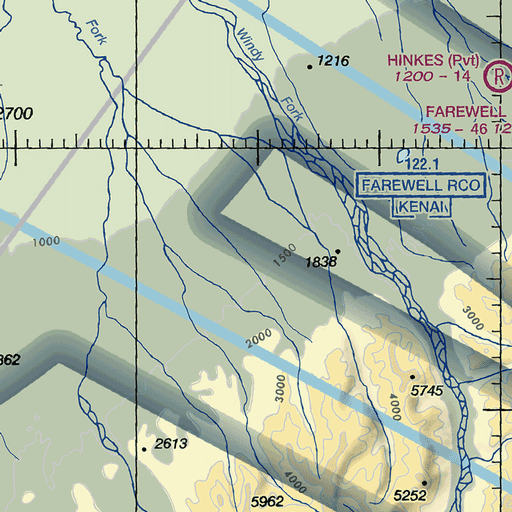 Fork
Windy
Fork
1216
HINKES (Pvt)
1200 - 14
R
FAREWELL
1535 - 46 12
2700
122.1
FAREWELL RCO
KENAI
1000
1500
1838
3000
2000
3000
5745
4000
2613
4000
5962
5252